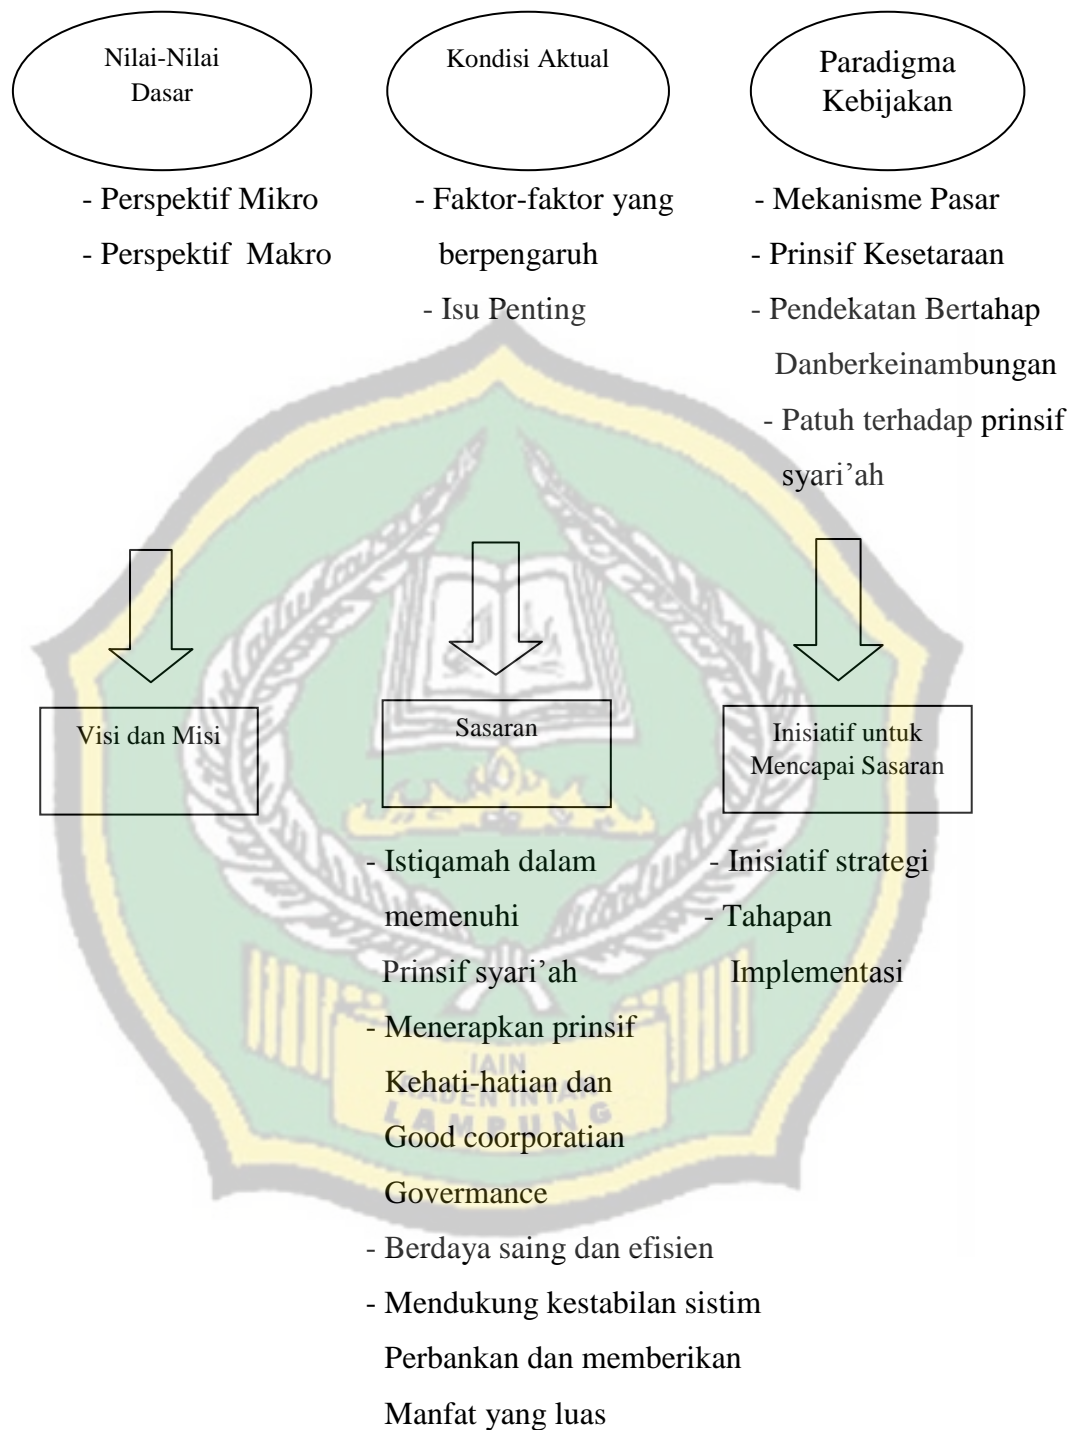 Nilai-Nilai
Dasar
Kondisi Aktual
Paradigma
Kebijakan
- Perspektif Mikro
- Perspektif Makro
- Faktor-faktor yang
berpengaruh
- Isu Penting
- Mekanisme Pasar
- Prinsif Kesetaraan
- Pendekatan Bertahap
Danberkeinambungan
- Patuh terhadap prinsif
syari’ah
Visi dan Misi
Sasaran
Inisiatif untuk
Mencapai Sasaran
- Istiqamah dalam
memenuhi
Prinsif syari’ah
- Menerapkan prinsif
Kehati-hatian dan
Good coorporatian
Govermance
- Berdaya saing dan efisien
- Mendukung kestabilan sistim
Perbankan dan memberikan
Manfat yang luas
- Inisiatif strategi
- Tahapan
Implementasi
IAIN
RADEN INTAN
LAMPUNG